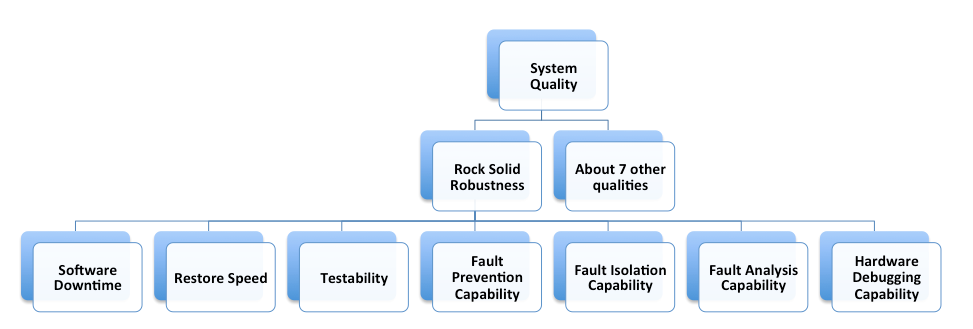 System
Quality
Rock Solid
Robustness
About 7 other
qualities
Software
Downtime
Restore Speed
Testability
Fault
Prevention
Capability
Fault Isolation
Capability
Fault Analysis
Capability
Hardware
Debugging
Capability